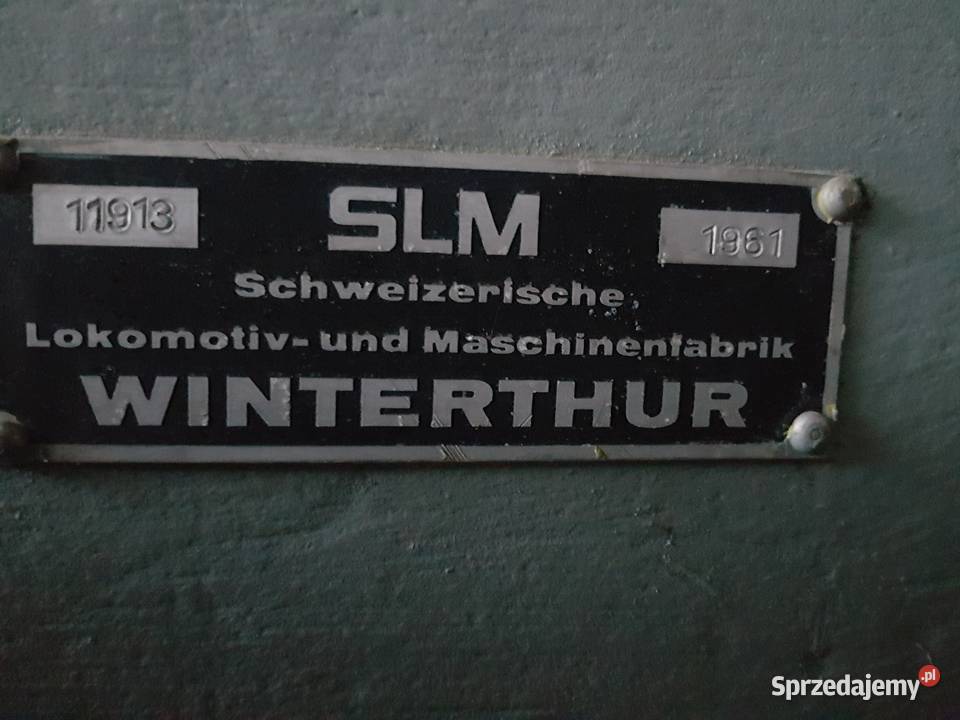 11913 SLM 1961
Schweizerische
Lokomotiv- und Maschinenfabrik
WINTERTHUR
Sprzedajemy.pl